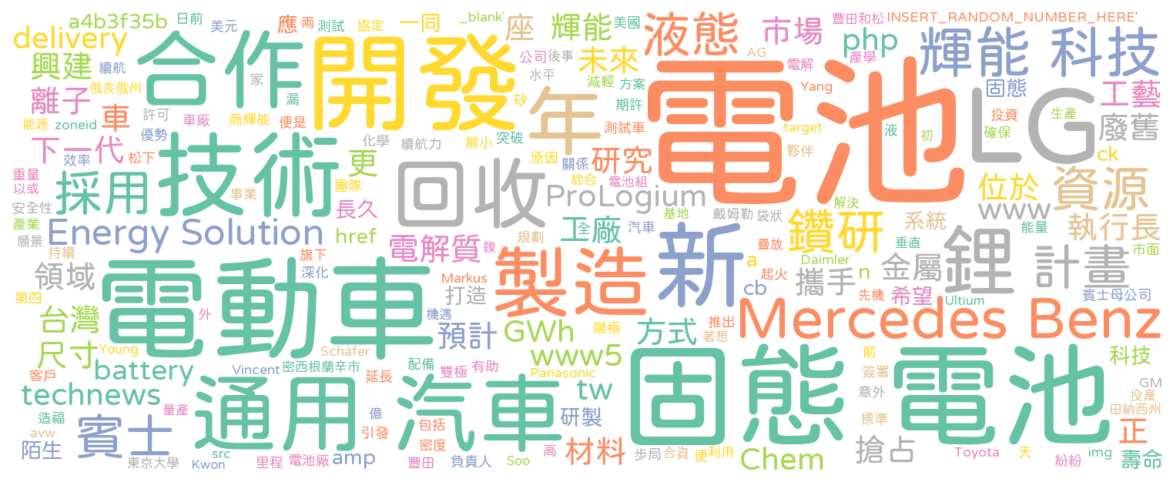 a4b3f35b 日前 美元 應 兩 測試 協定 一同 _blank' 座 輝能 美國 液態 AG 市場 豐田和松 php 產學 INSERT_RANDOM_NUMBER_HERE'
delivery 合作 開發 公司 後事 未來 輝能 科技
興建 續航 家 水平 減輕 方案 電解 Yang 固態 工藝
俄亥俄州 漏 矽 期許 電池 投資 生產
離子 車 許可 年 測試車 液 初 LG 確保 廢舊
能源 zoneid 優勢 車廠 商輝能 便是 化學 續航力 縮小 突破 target
下一代 技術 原因 關係 研究 夥伴 ck
效率 松下 更 回收 綜合 電池組 位於 資源
重量 以或 採用 事業 團隊 ProLogium 戴姆勒 袋狀 解決 www
安全性 長久 基地 鑽研 系統 能量 執行長
產業 Energy Solution href 電解質 鎳 規劃 工廠 全 汽車 新 疊放 垂直 市面
願景 持續 旗下 Daimler 金屬 鋰 計畫
領域 電動車 深化 Markus 製造 a 起火 攜手 n 賓士母公司
第四 外 打造 cb 先機 希望 Ultium
台灣 機遇 預計 GWh 陽極 方式 推出 Mercedes Benz
尺寸 Young Schäfer 著想
battery Vincent 密西根蘭辛市 配備 雙極 有助 www5 固態 電池 前 科技
客戶 延長 Panasonic 簽署 GM
technews 通用 汽車 tw 意外 投產
造福 量產 億 研製 標準 田納西州
avw 賓士 引發 包括 材料 正
陌生 src 里程 密度 高 步局 合資 便 利用 搶占 紛紛
東京大學 Kwon 電池廠 amp 豐田 負責人 Soo Chem Toyota 天 img 壽命